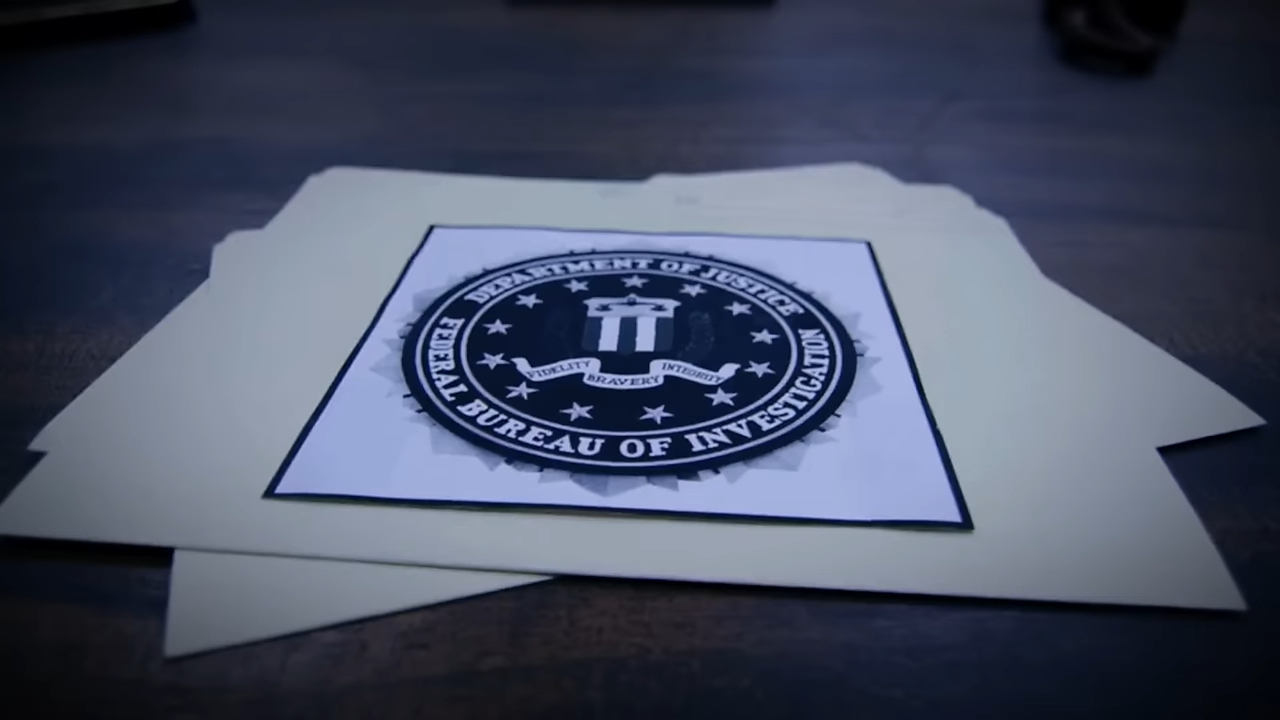 DEPARTMENT OF JUSTICE
FIDELITY BRAVERY INTEGRITY
FEDERAL BUREAU OF INVESTIGATION